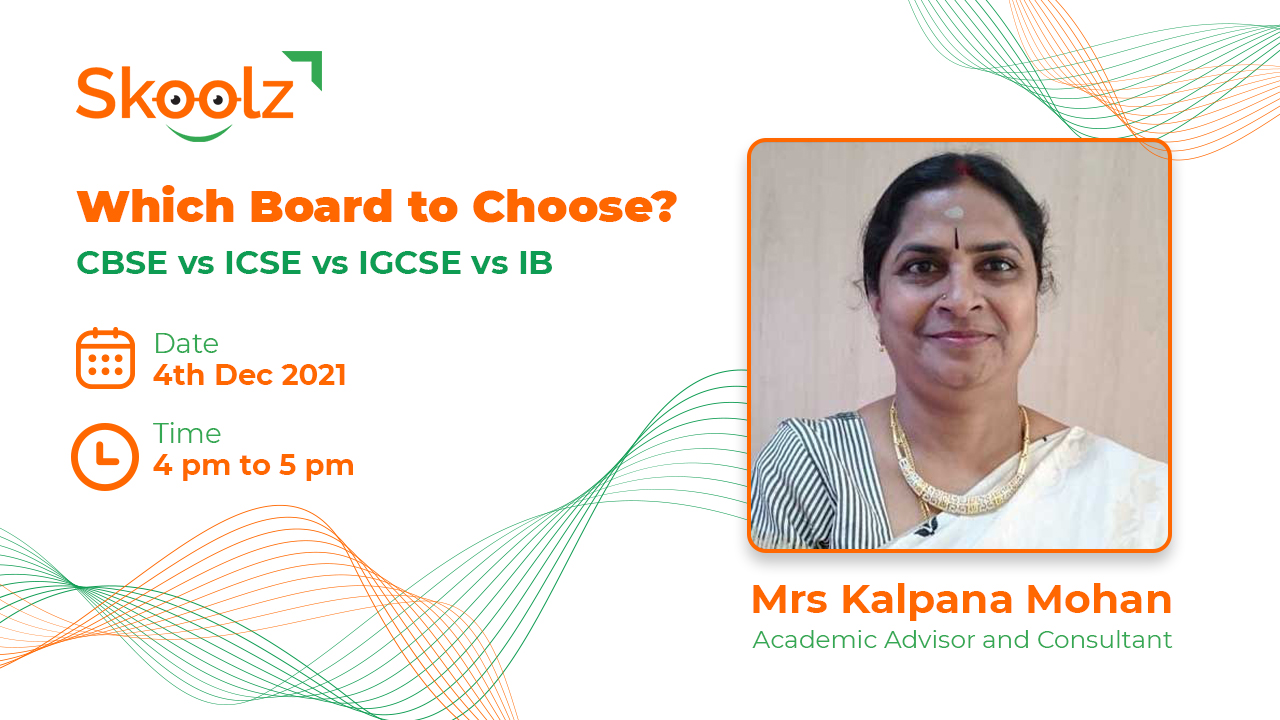 Skoolz
Which Board to Choose?
CBSE vs ICSE vs IGCSE vs IB
Date
4th Dec 2021
Time
4 pm to 5 pm
Mrs Kalpana Mohan
Academic Advisor and Consultant